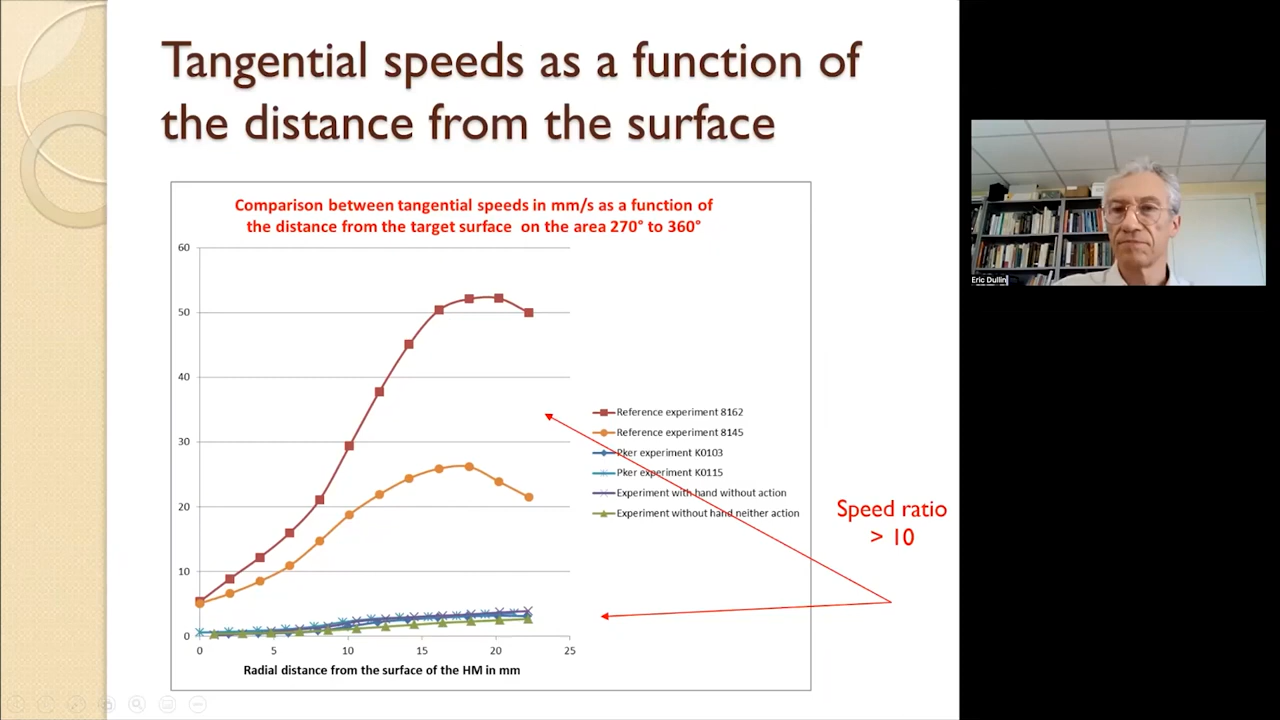 Tangential speeds as a function of
the distance from the surface
Comparison between tangential speeds in mm/s as a function of
the distance from the target surface on the area 270° to 360°
60
50
40
30
20
10
0
0
5
10
15
20
25
Radial distance from the surface of the HM in mm
Reference experiment 8162
Reference experiment 8145
Pker experiment K0103
Pker experiment K0115
Experiment with hand without action
Experiment without hand neither action
Speed ratio
> 10
Eric Dullin